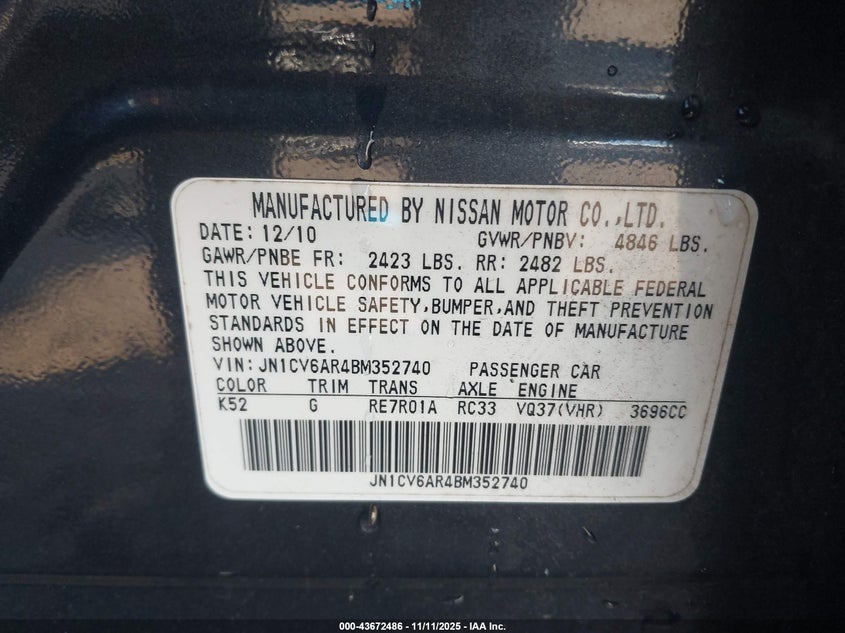 MANUFACTURED BY NISSAN MOTOR CO.,LTD.
DATE: 12/10 GVWR/PNBV: 4846 LBS.
GAWR/PNBE FR: 2423 LBS. RR: 2482 LBS.
THIS VEHICLE CONFORMS TO ALL APPLICABLE FEDERAL
MOTOR VEHICLE SAFETY,BUMPER,AND THEFT PREVENTION
STANDARDS IN EFFECT ON THE DATE OF MANUFACTURE
SHOWN ABOVE.
VIN:JN1CV6AR4BM352740 PASSENGER CAR
COLOR TRIM TRANS AXLE ENGINE
K52 G RE7R01A RC33 VQ37(VHR) 3696CC
JN1CV6AR4BM352740
000-43672486 - 11/11/2025 - IAA Inc.